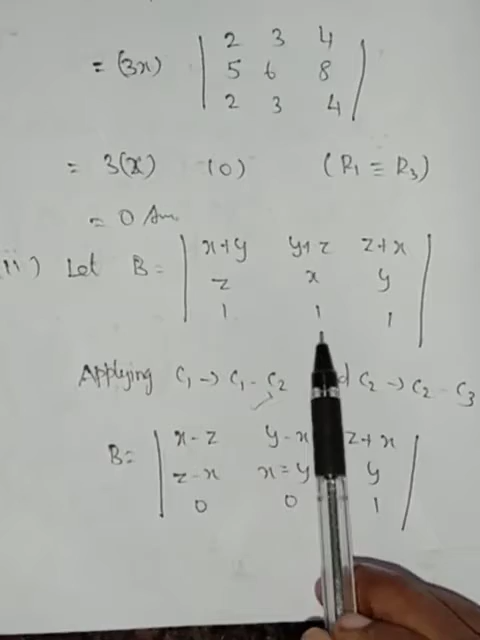 = (3x) | 2 3 4 |
| 5 6 8 |
| 2 3 4 |
= 3(x) (0) (R1 = R3)
= 0 Ans.
(ii) Let B = | x+y y+z z+x |
| z x y |
| 1 1 1 |
Applying C1 → C1 - C2 C2 → C2 - C3
B = | x-z y-x z+x |
| z-x x=y y |
| 0 0 1 |